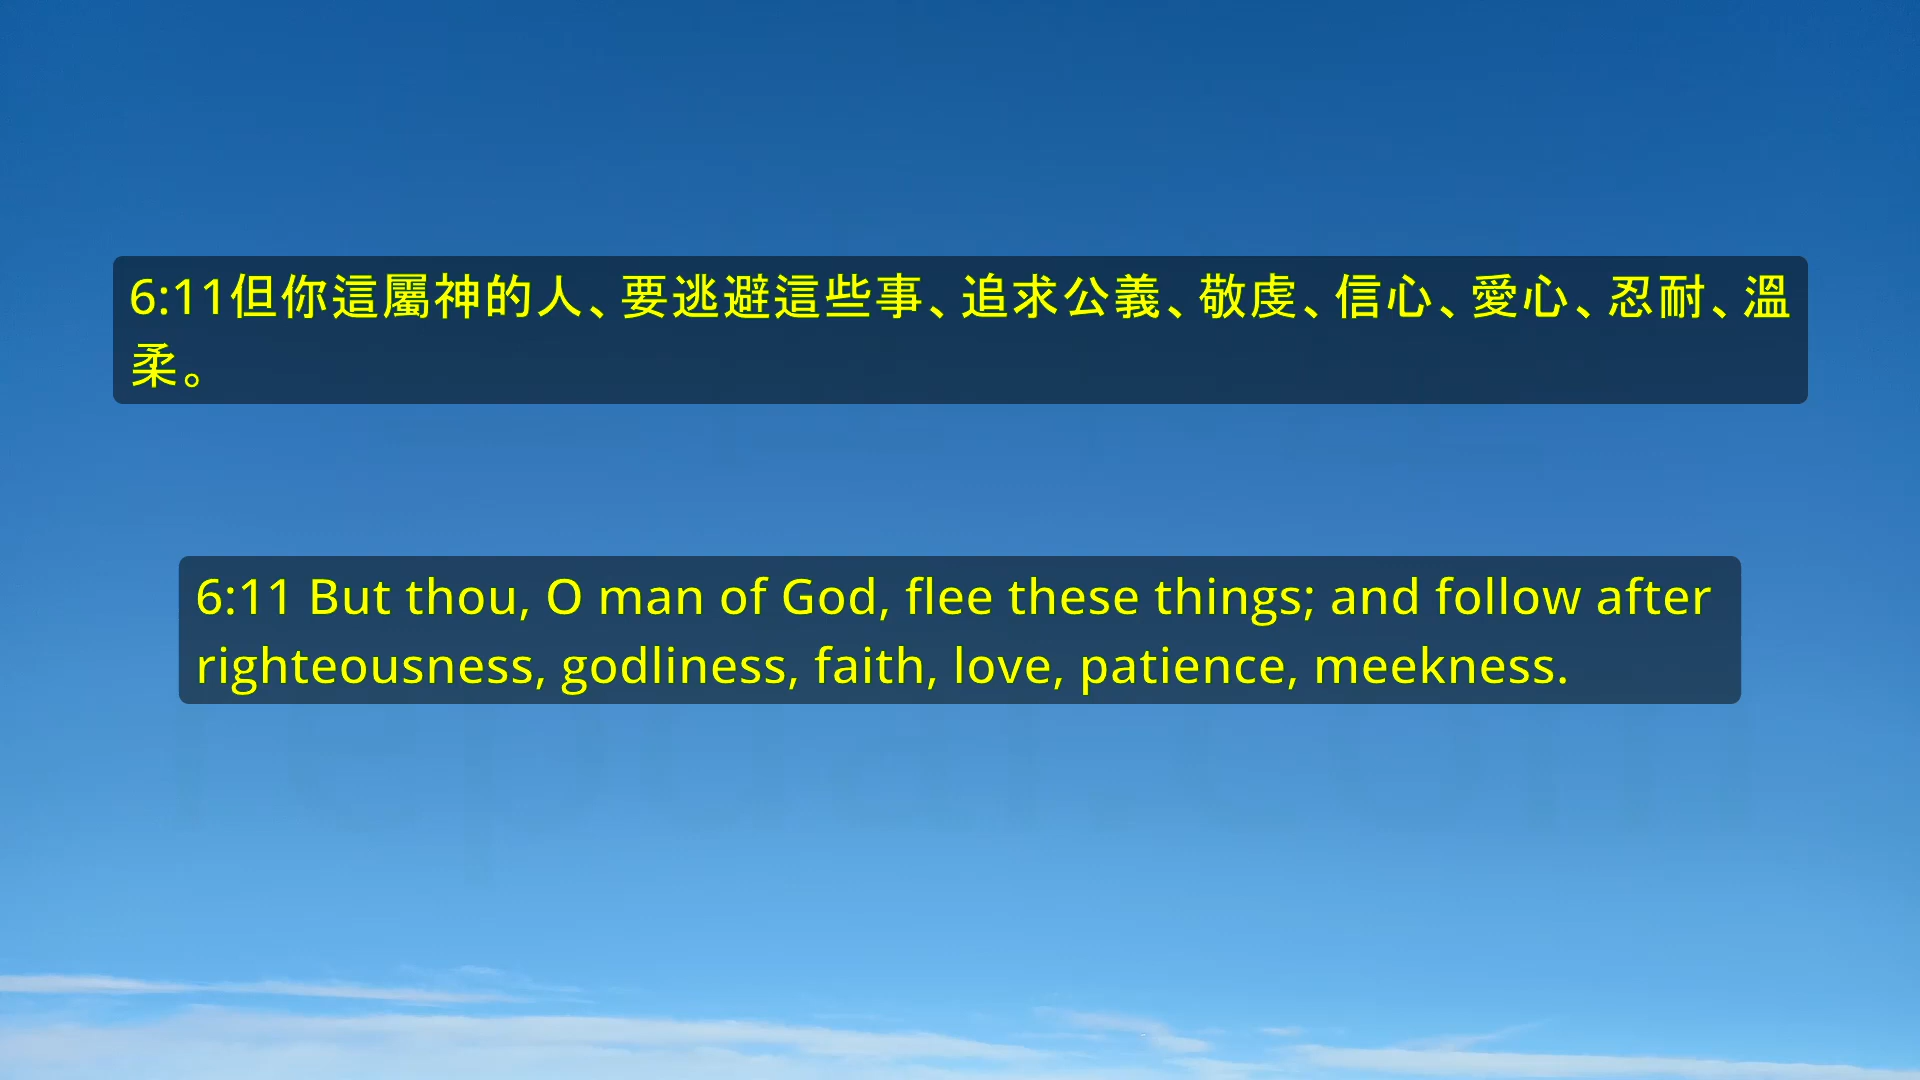 6:11但你這屬神的人、要逃避這些事、追求公義、敬虔、信心、愛心、忍耐、溫
柔。
6:11 But thou, O man of God, flee these things; and follow after
righteousness, godliness, faith, love, patience, meekness.